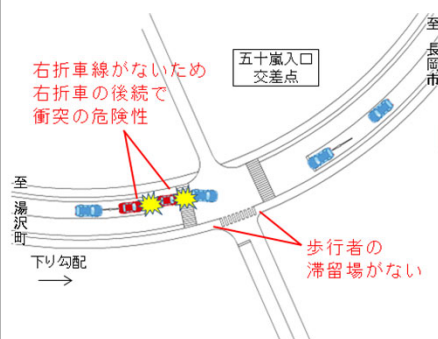 至
長
岡
市
五十嵐入口
交差点
右折車線がないため
右折車の後続で
衝突の危険性
至
湯
沢
町
歩行者の
滞留場がない
下り勾配